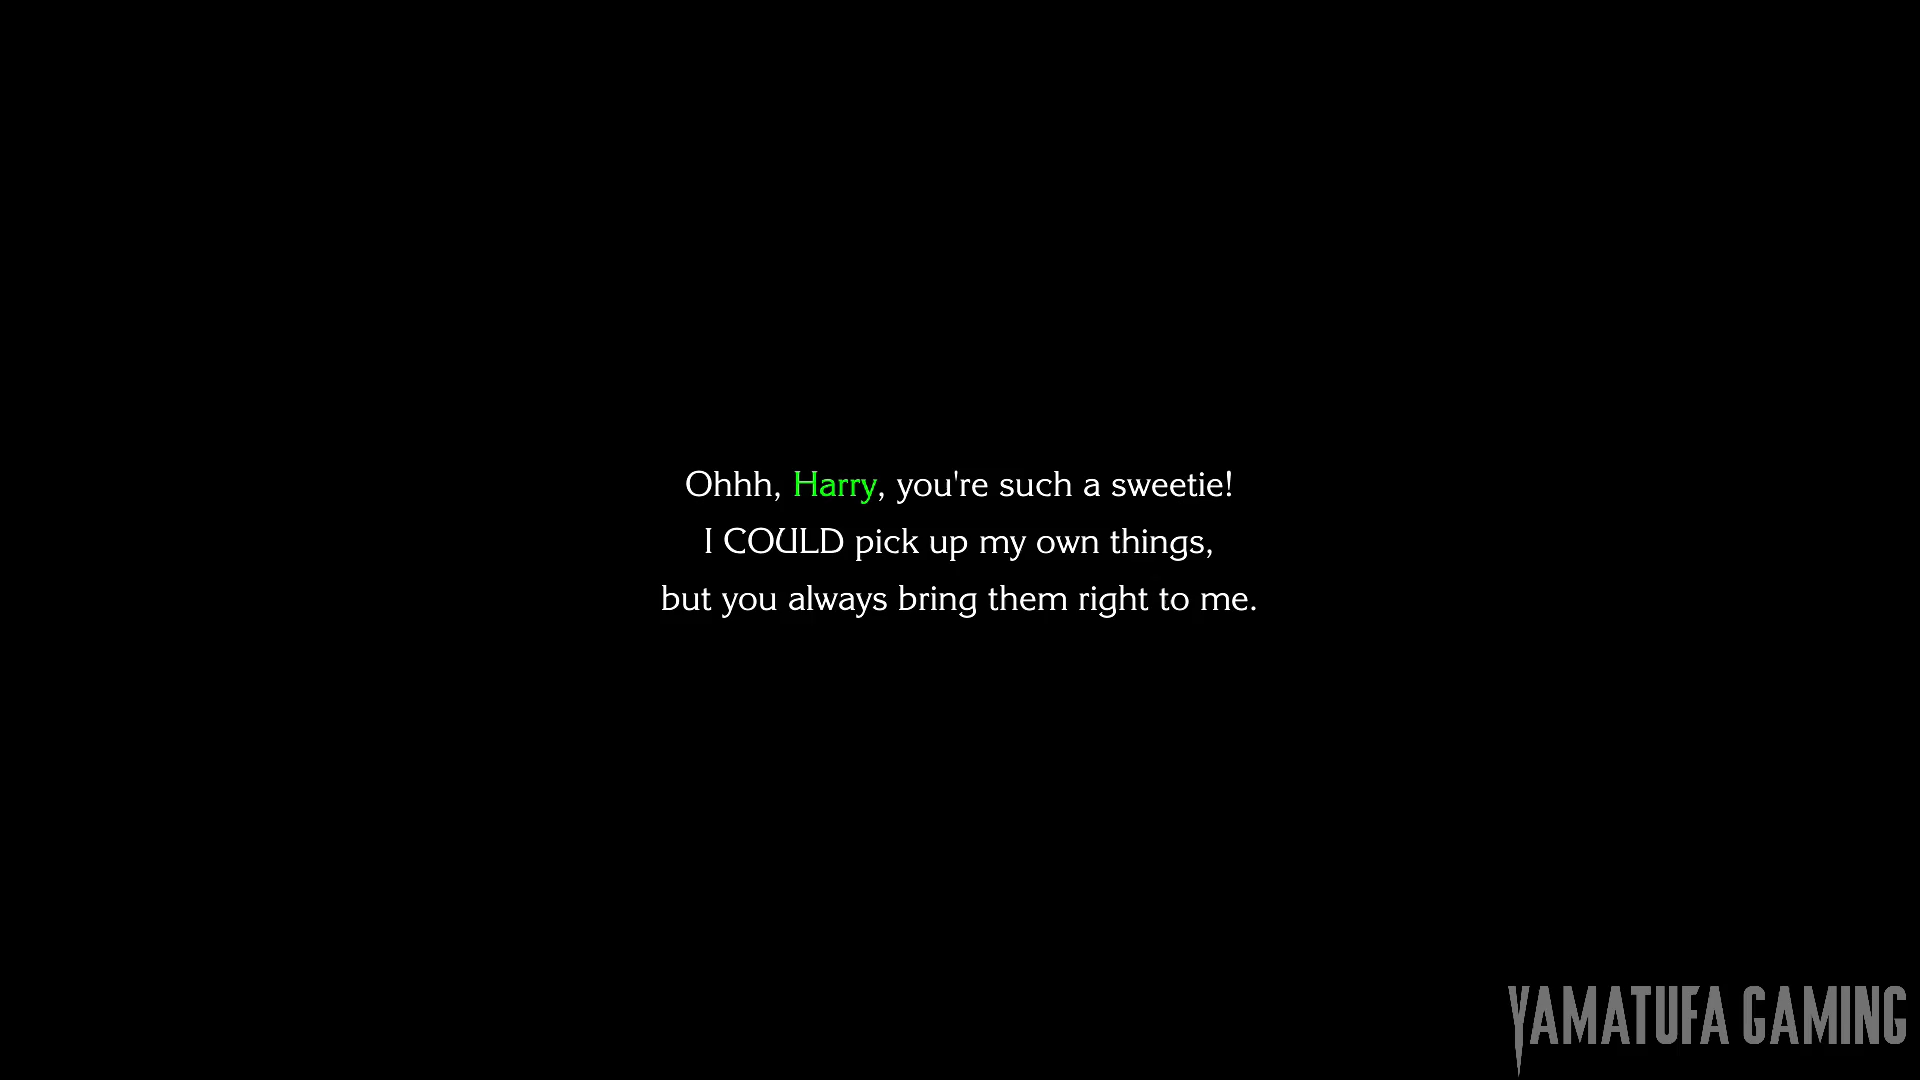 Ohhh, Harry, you're such a sweetie!
I COULD pick up my own things,
but you always bring them right to me.
YAMATUFA GAMING